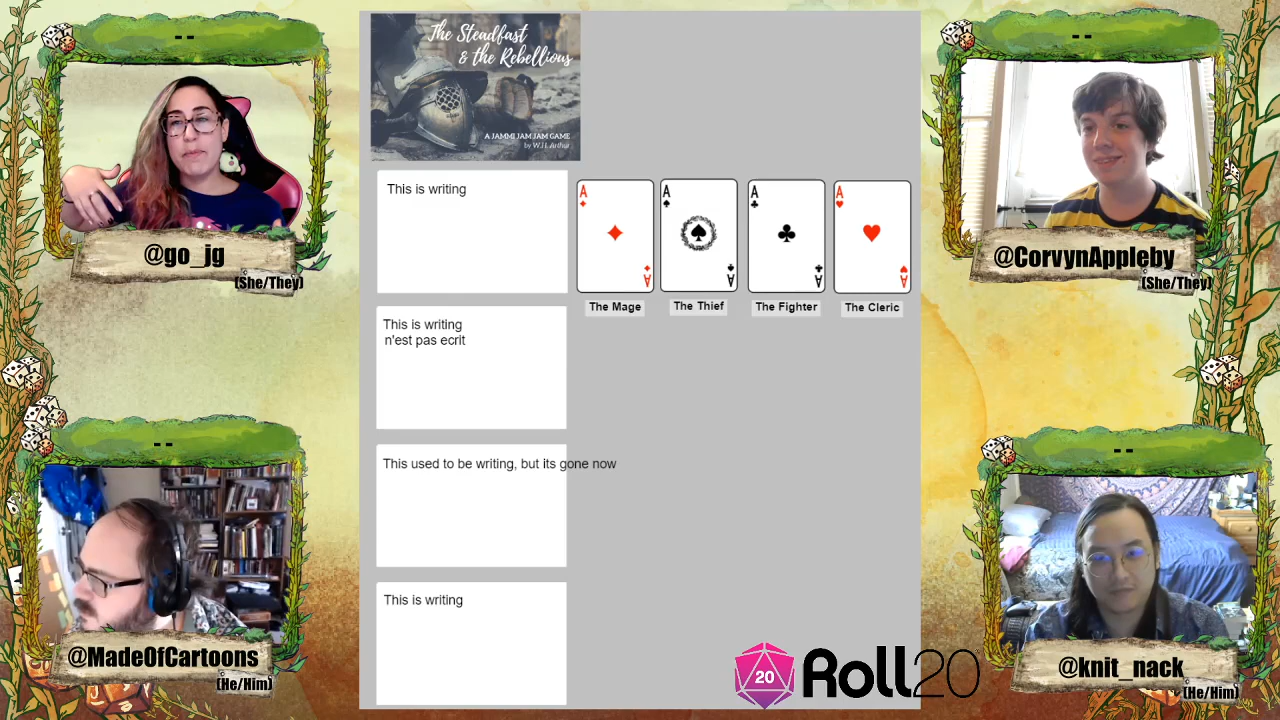 --
@go_jg
(She/They)
The Steadfast
& the Rebellious
A JAMMI JAM JAM GAME
by W.H. Arthur
--
@CorvynAppleby
(She/They)
This is writing
A
A
The Mage
A
A
The Thief
A
A
The Fighter
A
A
The Cleric
This is writing
n'est pas ecrit
This used to be writing, but its gone now
This is writing
--
@MadeOfCartoons
(He/Him)
20
Roll20
--
@knit_nack
(He/Him)